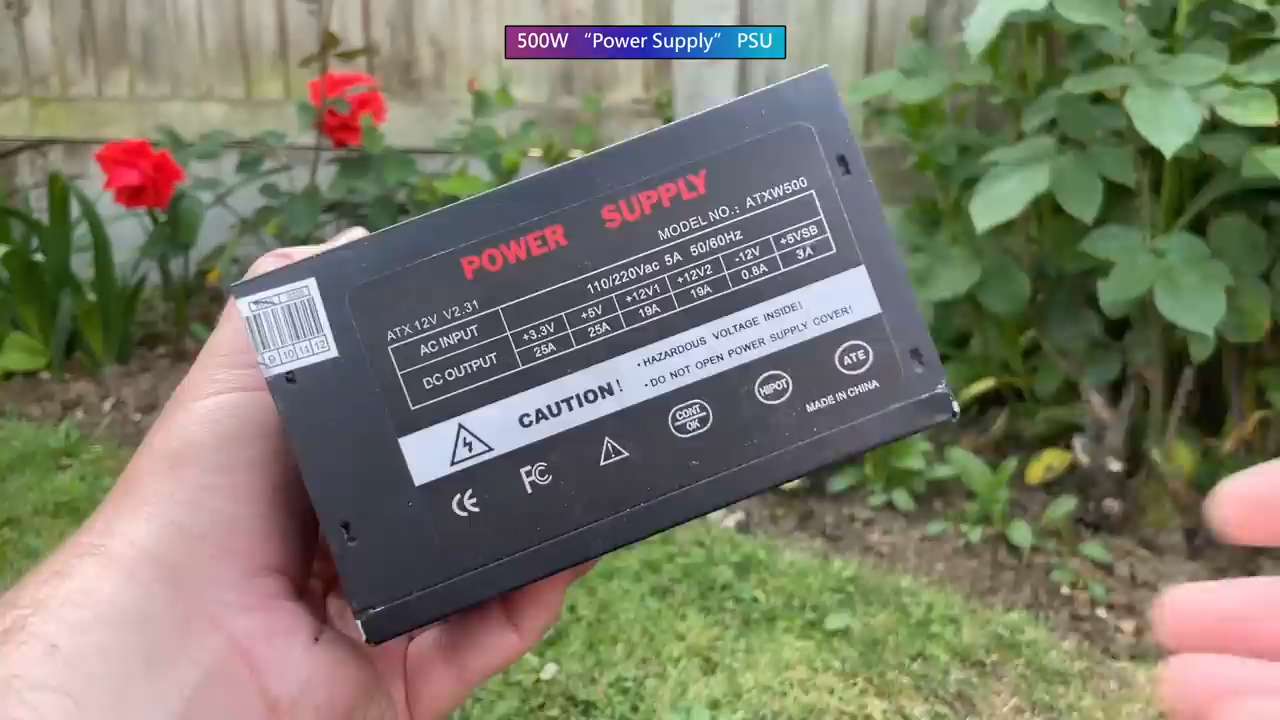 500W “Power Supply” PSU
POWER SUPPLY
ATX 12V V2.31 MODEL NO.: ATXW500
AC INPUT 110/220Vac 5A 50/60Hz
DC OUTPUT +3.3V +5V +12V1 +12V2 -12V +5VSB
25A 25A 19A 19A 0.8A 3A
CAUTION! ·HAZARDOUS VOLTAGE INSIDE!
·DO NOT OPEN POWER SUPPLY COVER!
CE FC CONT OK HIPOT ATE
MADE IN CHINA
9 10 11 12